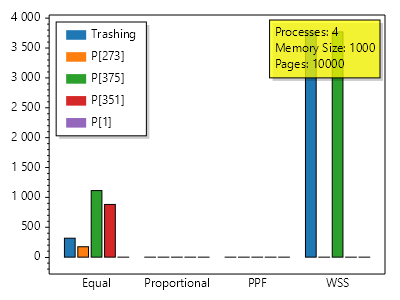 4 000
3 500
3 000
2 500
2 000
1 500
1 000
500
0
Trashing
P[273]
P[375]
P[351]
P[1]
Processes: 4
Memory Size: 1000
Pages: 10000
Equal
Proportional
PPF
WSS